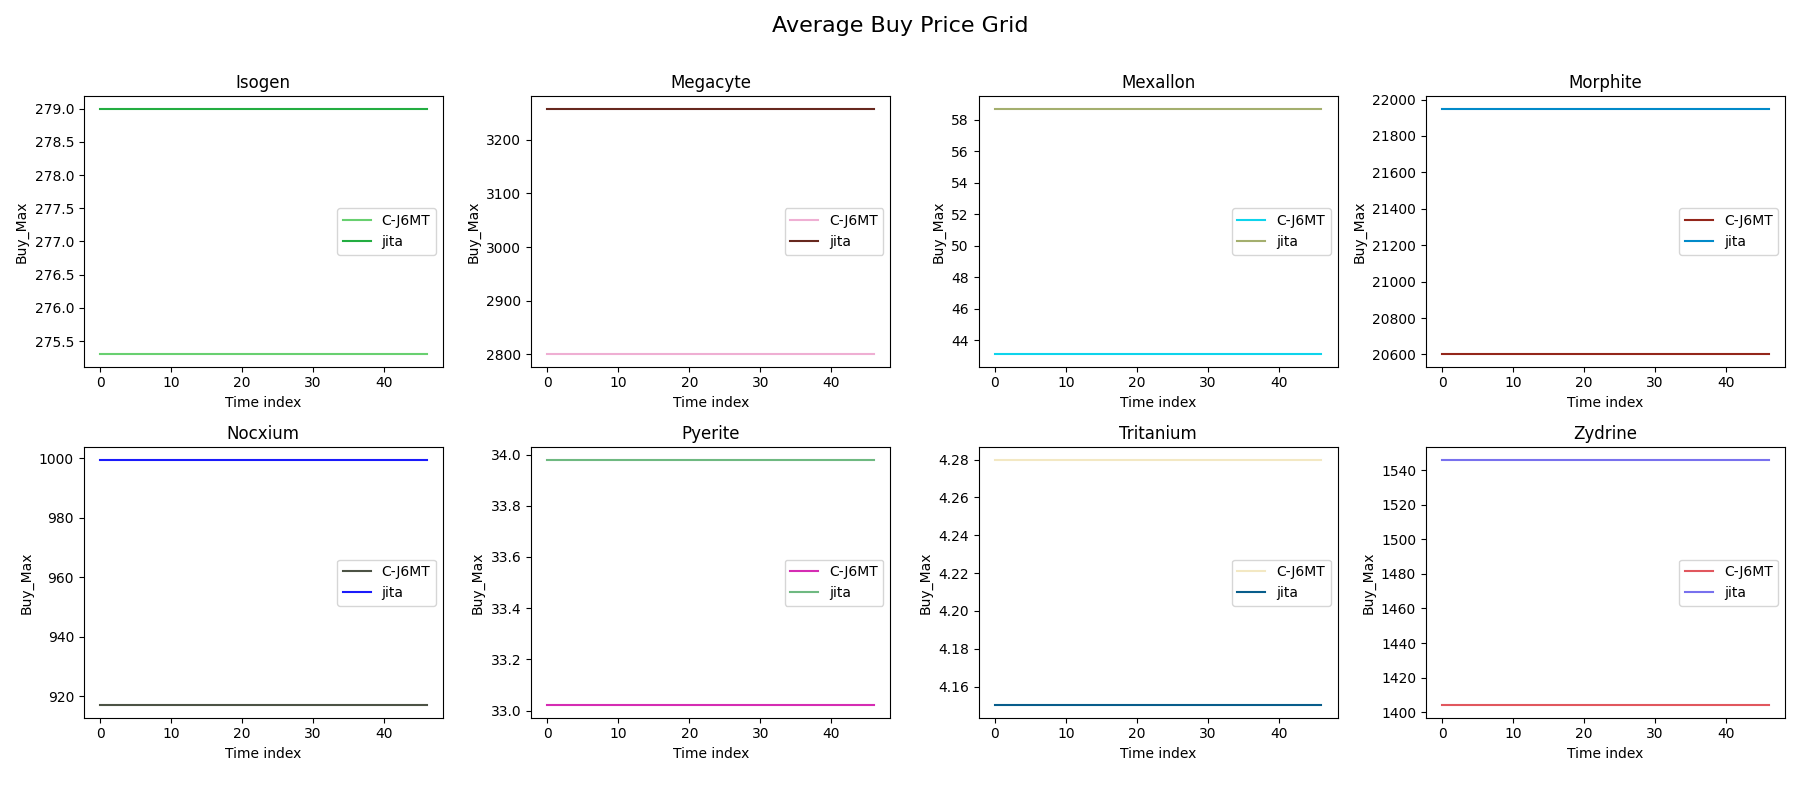 Average Buy Price Grid
Isogen
279.0
278.5
278.0
277.5
277.0
276.5
276.0
275.5
Buy_Max
C-J6MT
jita
0 10 20 30 40
Time index
Megacyte
3200
3100
3000
2900
2800
Buy_Max
C-J6MT
jita
0 10 20 30 40
Time index
Mexallon
58
56
54
52
50
48
46
44
Buy_Max
C-J6MT
jita
0 10 20 30 40
Time index
Morphite
22000
21800
21600
21400
21200
21000
20800
20600
Buy_Max
C-J6MT
jita
0 10 20 30 40
Time index
Nocxium
1000
980
960
940
920
Buy_Max
C-J6MT
jita
0 10 20 30 40
Time index
Pyerite
34.0
33.8
33.6
33.4
33.2
33.0
Buy_Max
C-J6MT
jita
0 10 20 30 40
Time index
Tritanium
4.28
4.26
4.24
4.22
4.20
4.18
4.16
Buy_Max
C-J6MT
jita
0 10 20 30 40
Time index
Zydrine
1540
1520
1500
1480
1460
1440
1420
1400
Buy_Max
C-J6MT
jita
0 10 20 30 40
Time index